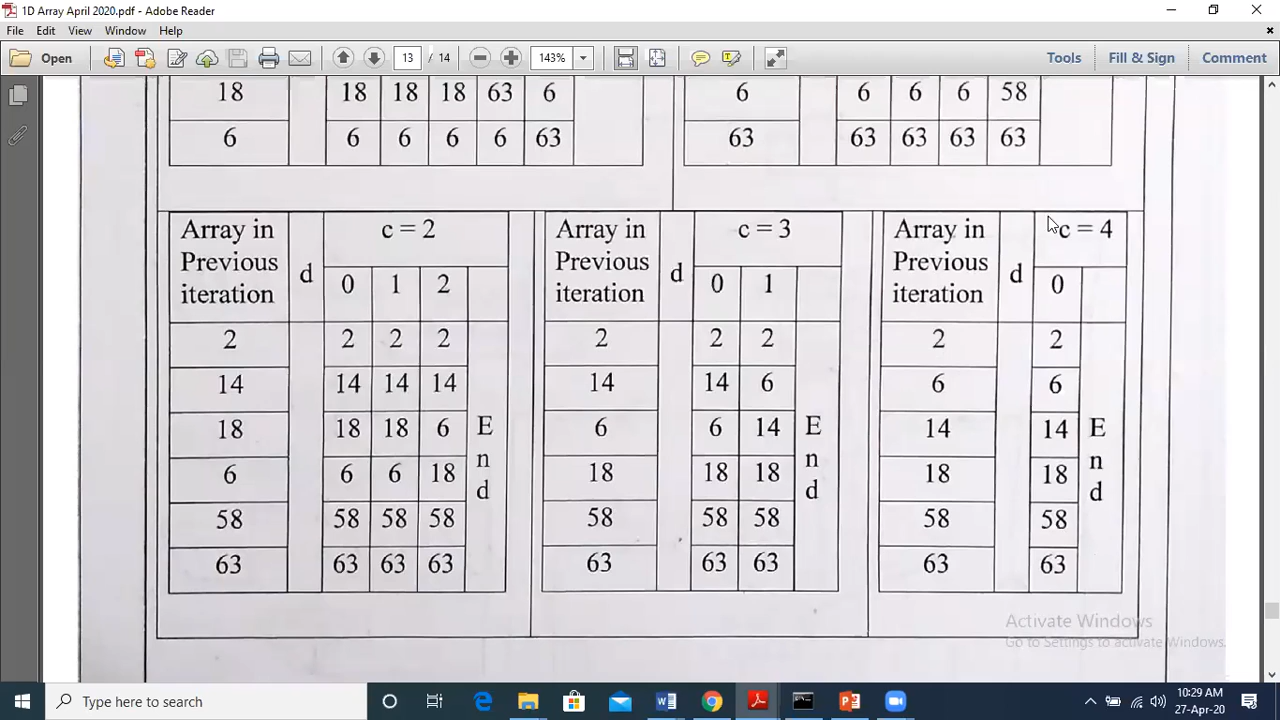 1D Array April 2020.pdf - Adobe Reader
File Edit View Window Help
Open 13 / 14 143% Tools Fill & Sign Comment
18 18 18 18 63 6 6 6 6 6 58
6 6 6 6 6 63 63 63 63 63 63
Array in Previous iteration d c = 2 Array in Previous iteration d c = 3 Array in Previous iteration d c = 4
0 1 2 0 1 0
2 2 2 2 2 2 2 2 2
14 14 14 14 14 14 6 6 6
18 18 18 6 6 6 14 14 14
6 6 6 18 18 18 18 18 18
58 58 58 58 58 58 58 58 58
63 63 63 63 63 63 63 63 63
End End End
Activate Windows
Go to Settings to activate Windows.
Type here to search
10:29 AM
27-Apr-20